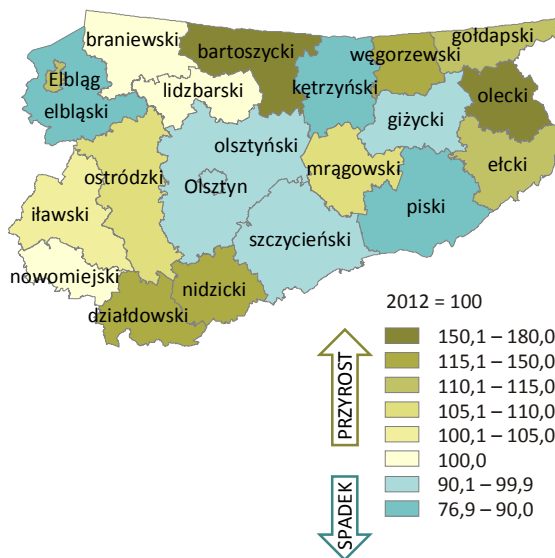 braniewski
bartoszycki
węgorzewski
gołdapski
Elbląg
elbląski
lidzbarski
kętrzyński
olecki
giżycki
olsztyński
Olsztyn
ostródzki
mrągowski
ełcki
iławski
piski
szczycieński
nowomiejski
nidzicki
działdowski
2012 = 100
PRZYROST
150,1 – 180,0
115,1 – 150,0
110,1 – 115,0
105,1 – 110,0
100,1 – 105,0
100,0
SPADEK
90,1 – 99,9
76,9 – 90,0